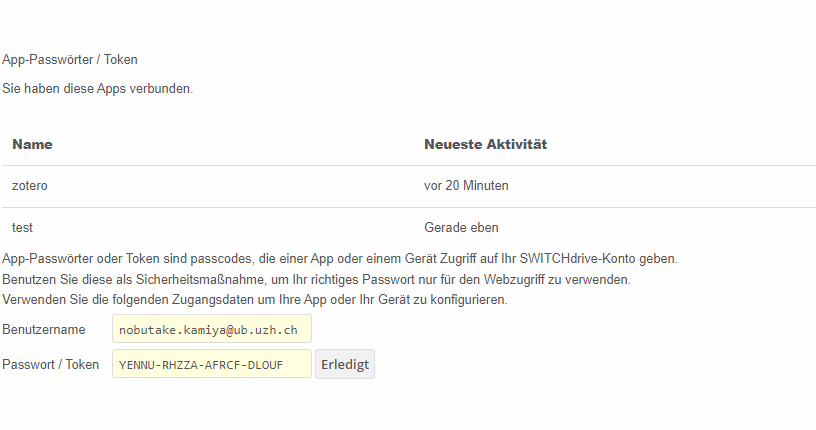 App-Passwörter / Token
Sie haben diese Apps verbunden.
Name Neueste Aktivität
zotero vor 20 Minuten
test Gerade eben
App-Passwörter oder Token sind passcodes, die einer App oder einem Gerät Zugriff auf Ihr SWITCHdrive-Konto geben.
Benutzen Sie diese als Sicherheitsmaßnahme, um Ihr richtiges Passwort nur für den Webzugriff zu verwenden.
Verwenden Sie die folgenden Zugangsdaten um Ihre App oder Ihr Gerät zu konfigurieren.
Benutzername nobutake.kamiya@ub.uzh.ch
Passwort / Token YENNU-RHZZA-AFRCF-DLOUF Erledigt